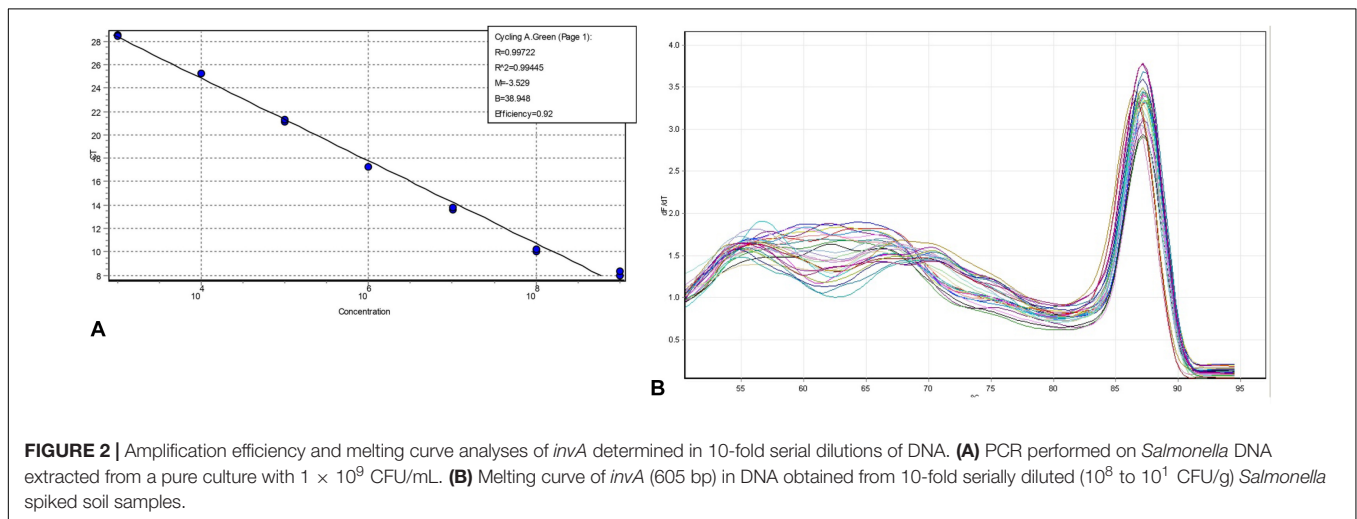 28
26
24
22
20
18
16
14
12
10
8
CT
10^4
10^6
10^8
Concentration
Cycling A.Green (Page 1):
R=0.99722
R^2=0.99445
M=-3.529
B=38.948
Efficiency=0.92
A
4.0
3.5
3.0
2.5
2.0
1.5
1.0
0.5
dF/dT
55
60
65
70
75
80
85
90
95
°C
B
FIGURE 2 | Amplification efficiency and melting curve analyses of invA determined in 10-fold serial dilutions of DNA. (A) PCR performed on Salmonella DNA
extracted from a pure culture with 1 × 10⁹ CFU/mL. (B) Melting curve of invA (605 bp) in DNA obtained from 10-fold serially diluted (10⁸ to 10¹ CFU/g) Salmonella
spiked soil samples.